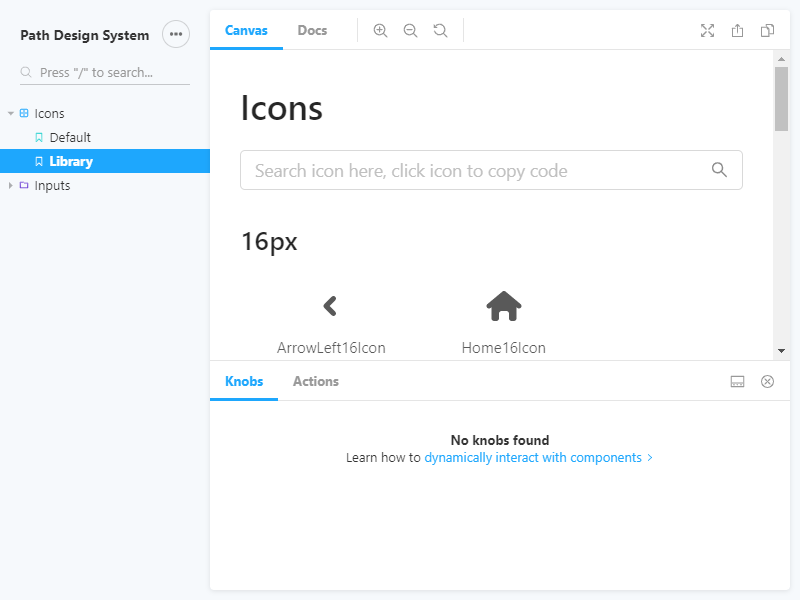 Path Design System
Press "/" to search...
Icons
Default
Library
Inputs
Canvas
Docs
Icons
Search icon here, click icon to copy code
16px
ArrowLeft16Icon
Home16Icon
Knobs
Actions
No knobs found
Learn how to dynamically interact with components